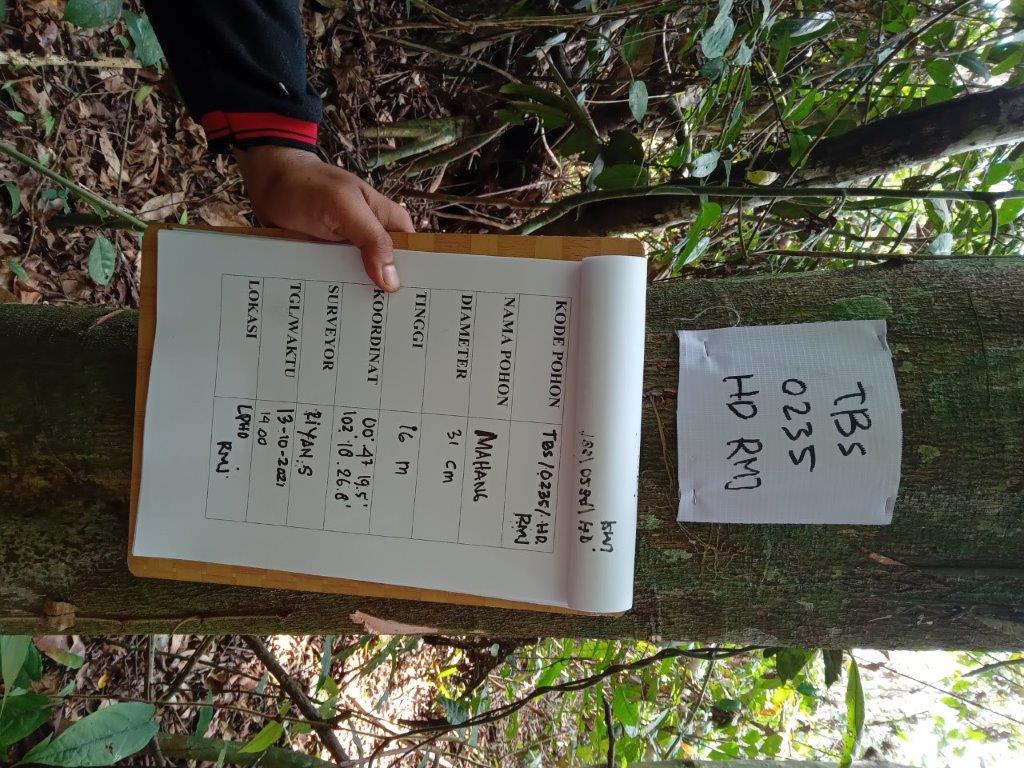 TBS
0235
HD RMJ
KODE POHON TBS/0235/.HD.
RMJ
NAMA POHON MAHANG
DIAMETER 31 cm
TINGGI 16 m
KOORDINAT 00°.47'.19.5'
102°.18'.26.8'
SURVEYOR RIYAN.S
TGL/WAKTU 13-10-2021
14.00
LOKASI LPHD
RMJ